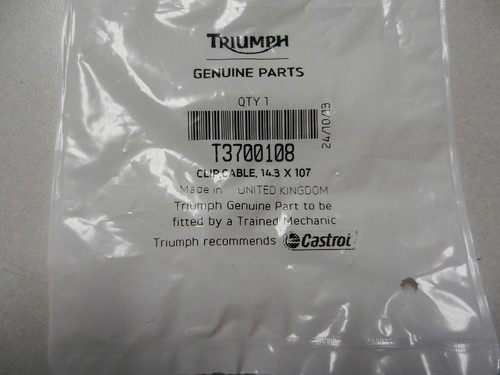 TRIUMPH
GENUINE PARTS
QTY 1
24/10/13
T3700108
CLIP,CABLE, 14.3 X 107
Made in UNITED KINGDOM
Triumph Genuine Part to be
fitted by a Trained Mechanic
Triumph recommends Castrol